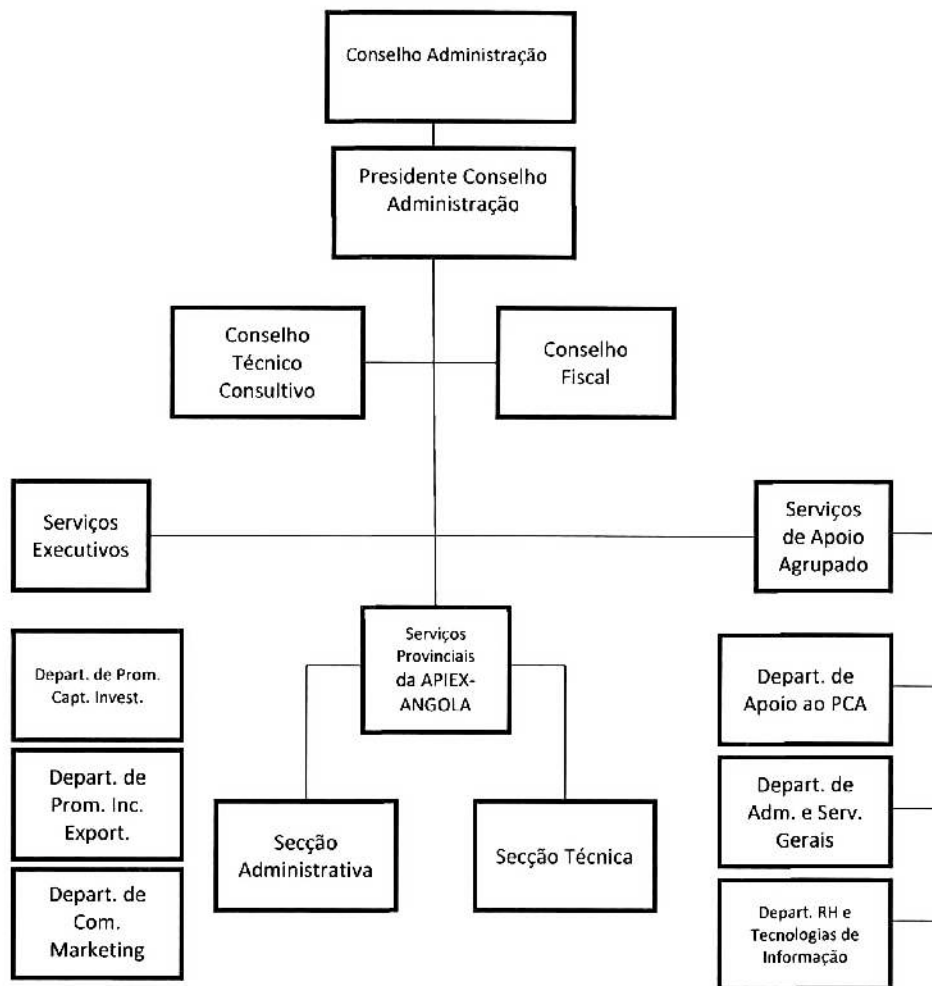 Conselho Administração
Presidente Conselho
Administração
Conselho
Técnico
Consultivo
Conselho
Fiscal
Serviços
Executivos
Serviços
de Apoio
Agrupado
Serviços
Provinciais
da APIEX-
ANGOLA
Depart. de Prom.
Capt. Invest.
Depart. de
Apoio ao PCA
Depart. de
Prom. Inc.
Export.
Secção
Administrativa
Secção Técnica
Depart. de
Adm. e Serv.
Gerais
Depart. de
Com.
Marketing
Depart. RH e
Tecnologias de
Informação